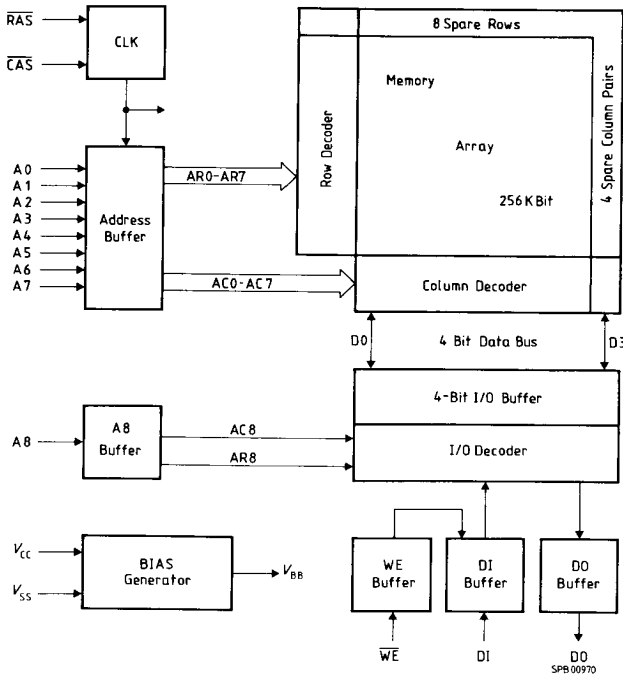 RAS
CAS
CLK
8 Spare Rows
Memory
Array
256K Bit
Row Decoder
4 Spare Column Pairs
A0
A1
A2
A3
A4
A5
A6
A7
Address
Buffer
AR0-AR7
AC0-AC7
Column Decoder
D0
4 Bit Data Bus
D3
4-Bit I/O Buffer
I/O Decoder
A8
A8
Buffer
AC8
AR8
VCC
VSS
BIAS
Generator
VBB
WE
Buffer
DI
Buffer
DO
Buffer
WE
DI
DO
SPB00970